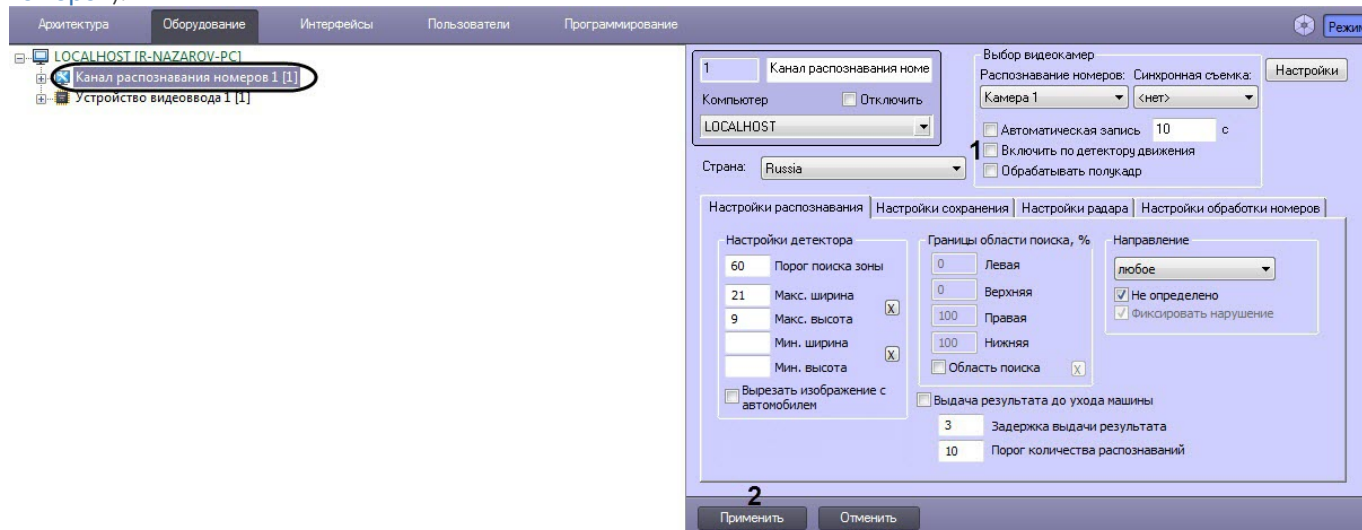 Архитектура Оборудование Интерфейсы Пользователи Программирование Режим
LOCALHOST [R-NAZAROV-PC]
Канал распознавания номеров 1 [1]
Устройство видеоввода 1 [1]
1 Канал распознавания номе
Компьютер Отключить
LOCALHOST
Страна: Russia
Выбор видеокамер
Распознавание номеров: Синхронная съемка: Настройки
Камера 1 <нет>
Автоматическая запись 10 с
1 Включить по детектору движения
Обрабатывать полукадр
Настройки распознавания Настройки сохранения Настройки радара Настройки обработки номеров
Настройки детектора
60 Порог поиска зоны
21 Макс. ширина X
9 Макс. высота
Мин. ширина X
Мин. высота
Вырезать изображение с
автомобилем
Границы области поиска, %
0 Левая
0 Верхняя
100 Правая
100 Нижняя
Область поиска X
Направление
любое
Не определено
Фиксировать нарушение
Выдача результата до ухода машины
3 Задержка выдачи результата
10 Порог количества распознаваний
2
Применить Отменить